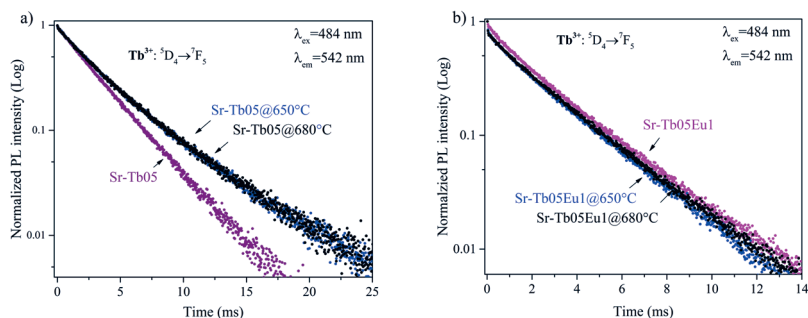 a)
Normalized PL intensity (Log)
1
0.1
0.01
Tb³⁺: ⁵D₄→⁷F₅
λₑₓ=484 nm
λₑₘ=542 nm
Sr-Tb05@650°C
Sr-Tb05@680°C
Sr-Tb05
0 5 10 15 20 25
Time (ms)
b)
Normalized PL intensity (Log)
1
0.1
0.01
Tb³⁺: ⁵D₄→⁷F₅
λₑₓ=484 nm
λₑₘ=542 nm
Sr-Tb05Eu1
Sr-Tb05Eu1@650°C
Sr-Tb05Eu1@680°C
0 2 4 6 8 10 12 14
Time (ms)